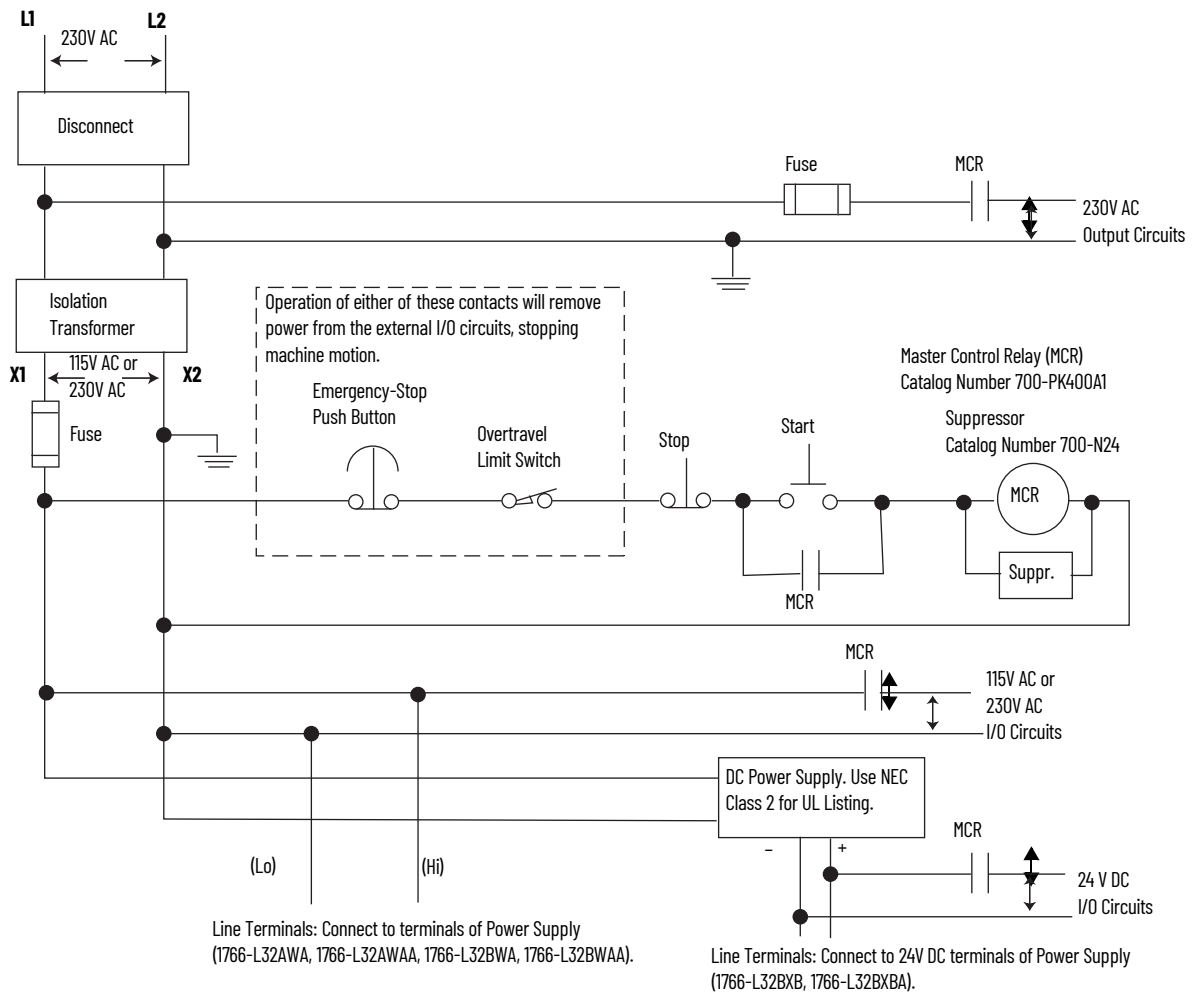 L1
L2
230V AC
Disconnect
Fuse
MCR
230V AC
Output Circuits
Isolation
Transformer
Operation of either of these contacts will remove
power from the external I/O circuits, stopping
machine motion.
X1
115V AC or
230V AC
X2
Master Control Relay (MCR)
Catalog Number 700-PK400A1
Emergency-Stop
Push Button
Fuse
Overtravel
Limit Switch
Stop
Start
Suppressor
Catalog Number 700-N24
MCR
Suppr.
MCR
MCR
115V AC or
230V AC
I/O Circuits
DC Power Supply. Use NEC
Class 2 for UL Listing.
–
+
MCR
(Lo)
(Hi)
24 V DC
I/O Circuits
Line Terminals: Connect to terminals of Power Supply
(1766-L32AWA, 1766-L32AWAA, 1766-L32BWA, 1766-L32BWAA).
Line Terminals: Connect to 24V DC terminals of Power Supply
(1766-L32BXB, 1766-L32BXBA).